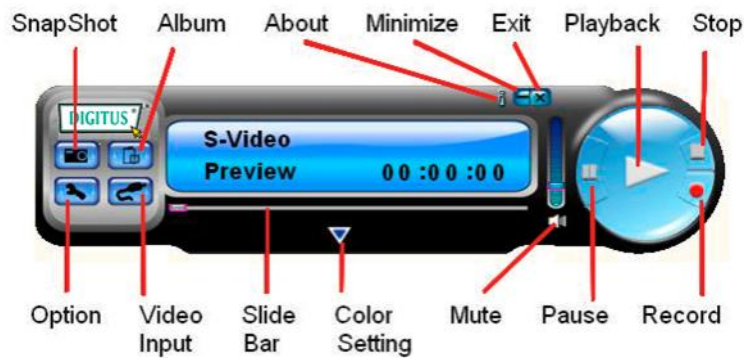 SnapShot Album About Minimize Exit Playback Stop
DIGITUS
S-Video
Preview 00:00:00
Option Video Input Slide Bar Color Setting Mute Pause Record